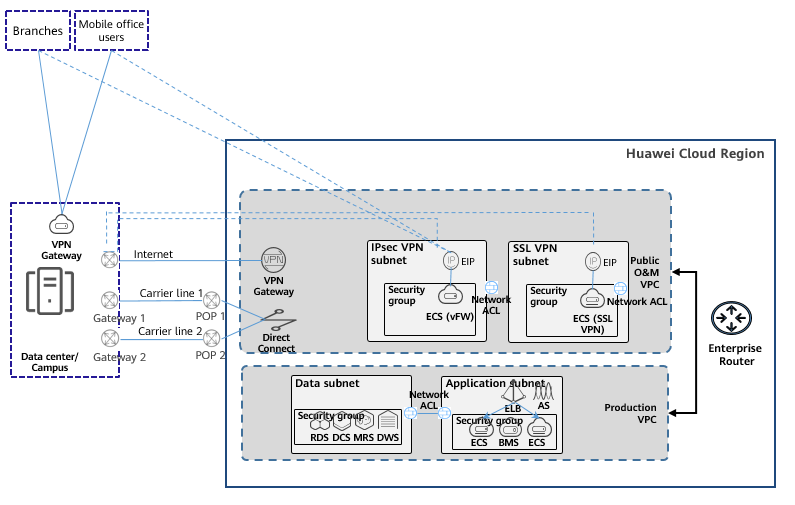 Branches
Mobile office
users
Huawei Cloud Region
VPN
Gateway
Internet
Carrier line 1
Gateway 1
POP 1
Carrier line 2
Gateway 2
POP 2
Data center/
Campus
VPN
VPN
Gateway
Direct
Connect
IPsec VPN
subnet
IP
EIP
Security
group
ECS (vFW)
Network
ACL
SSL VPN
subnet
IP
EIP
Security
group
ECS (SSL
VPN)
Network ACL
Public
O&M
VPC
Enterprise
Router
Data subnet
Security group
RDS DCS MRS DWS
Network
ACL
Application subnet
ELB
AS
Security group
ECS BMS ECS
Production
VPC